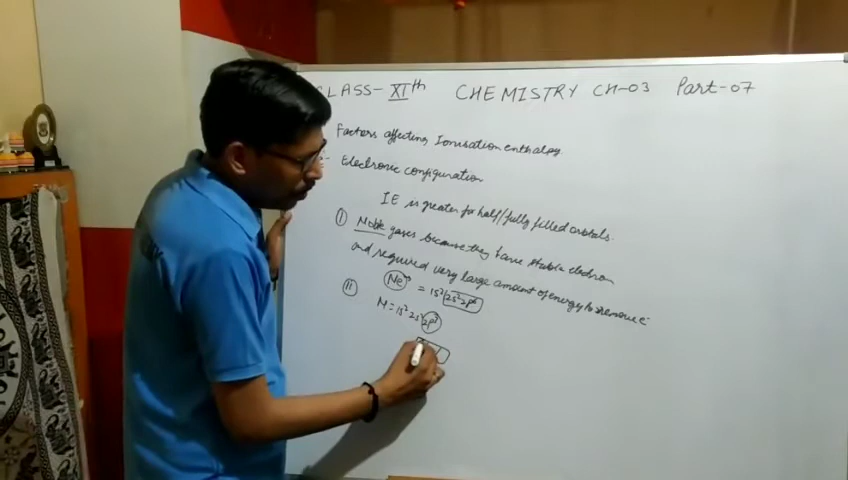 CLASS- XIth CHEMISTRY CH-03 Part-07
Factors affecting Ionisation enthalpy.
:- Electronic configuration
IE is greater for half/fully filled orbitals.
(I) Noble gases because they have stable electron
and required very large amount of energy to remove e-
Ne = 1s² 2s² 2p⁶
(II) N = 1s² 2s² 2p³